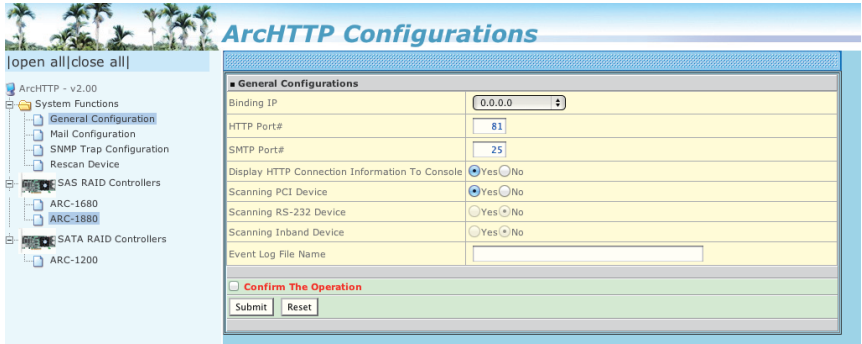 ArcHTTP Configurations
|open all|close all|
ArcHTTP - v2.00
System Functions
General Configuration
Mail Configuration
SNMP Trap Configuration
Rescan Device
SAS RAID Controllers
ARC-1680
ARC-1880
SATA RAID Controllers
ARC-1200
General Configurations
Binding IP 0.0.0.0
HTTP Port# 81
SMTP Port# 25
Display HTTP Connection Information To Console Yes No
Scanning PCI Device Yes No
Scanning RS-232 Device Yes No
Scanning Inband Device Yes No
Event Log File Name
Confirm The Operation
Submit Reset